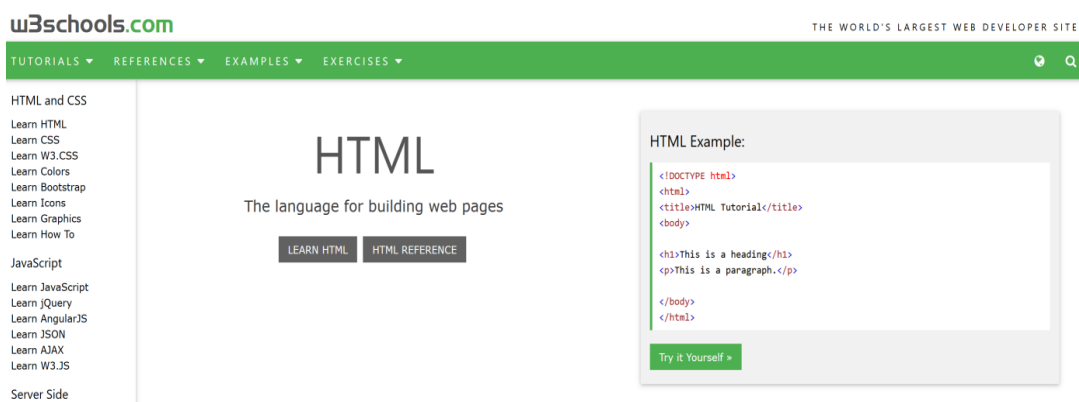 w3schools.com
THE WORLD'S LARGEST WEB DEVELOPER SITE
TUTORIALS REFERENCES EXAMPLES EXERCISES
HTML and CSS
Learn HTML
Learn CSS
Learn W3.CSS
Learn Colors
Learn Bootstrap
Learn Icons
Learn Graphics
Learn How To
JavaScript
Learn JavaScript
Learn jQuery
Learn AngularJS
Learn JSON
Learn AJAX
Learn W3.JS
Server Side
HTML
The language for building web pages
LEARN HTML HTML REFERENCE
HTML Example:
<!DOCTYPE html>
<html>
<title>HTML Tutorial</title>
<body>
<h1>This is a heading</h1>
<p>This is a paragraph.</p>
</body>
</html>
Try it Yourself »